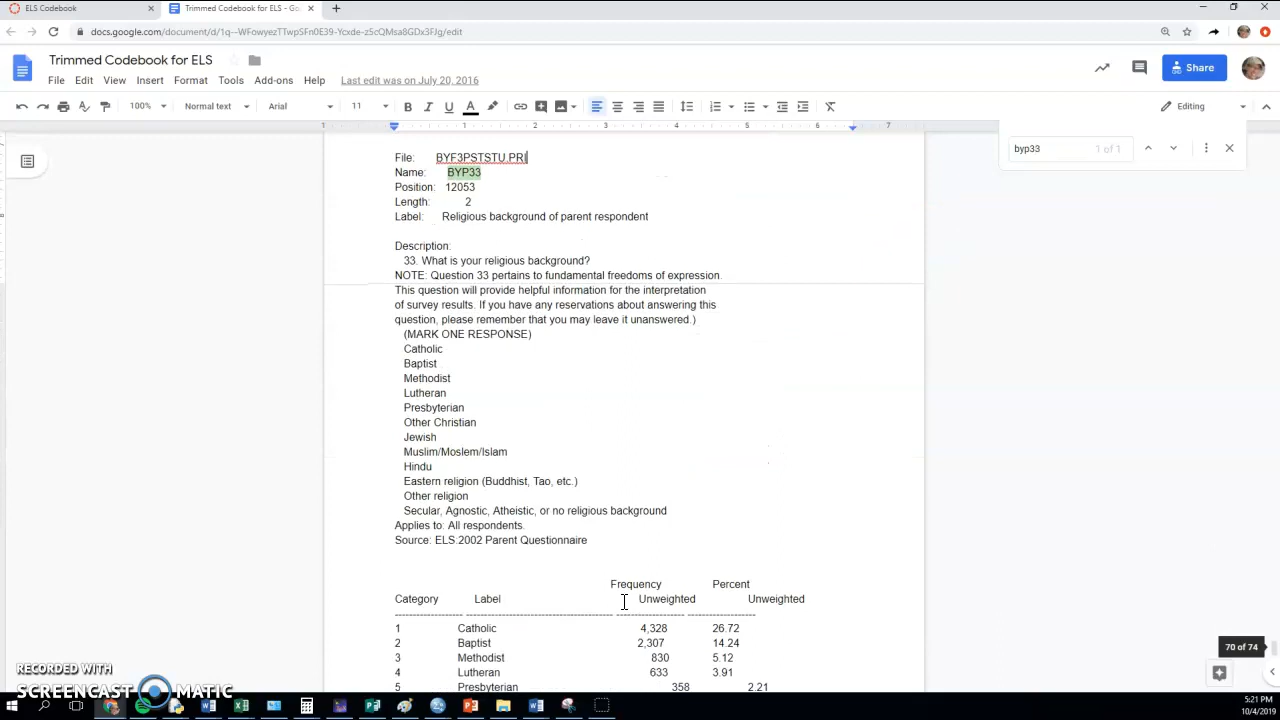 ELS Codebook
Trimmed Codebook for ELS - Go
docs.google.com/document/d/1q--WFowyezTTwpSFn0E39-Ycxde-z5cQMsa8GDx3FJg/edit
Trimmed Codebook for ELS
File Edit View Insert Format Tools Add-ons Help Last edit was on July 20, 2016
Share
100% Normal text Arial 11 Editing
1 1 2 3 4 5 6 7
byp33 1 of 1
File: BYF3PSTSTU.PRI
Name: BYP33
Position: 12053
Length: 2
Label: Religious background of parent respondent
Description:
33. What is your religious background?
NOTE: Question 33 pertains to fundamental freedoms of expression.
This question will provide helpful information for the interpretation
of survey results. If you have any reservations about answering this
question, please remember that you may leave it unanswered.)
(MARK ONE RESPONSE)
Catholic
Baptist
Methodist
Lutheran
Presbyterian
Other Christian
Jewish
Muslim/Moslem/Islam
Hindu
Eastern religion (Buddhist, Tao, etc.)
Other religion
Secular, Agnostic, Atheistic, or no religious background
Applies to: All respondents.
Source: ELS:2002 Parent Questionnaire
Frequency Percent
Category Label Unweighted Unweighted
1 Catholic 4,328 26.72
2 Baptist 2,307 14.24
3 Methodist 830 5.12
4 Lutheran 633 3.91
5 Presbyterian 358 2.21
70 of 74
RECORDED WITH
SCREENCAST MATIC
5:21 PM
10/4/2019